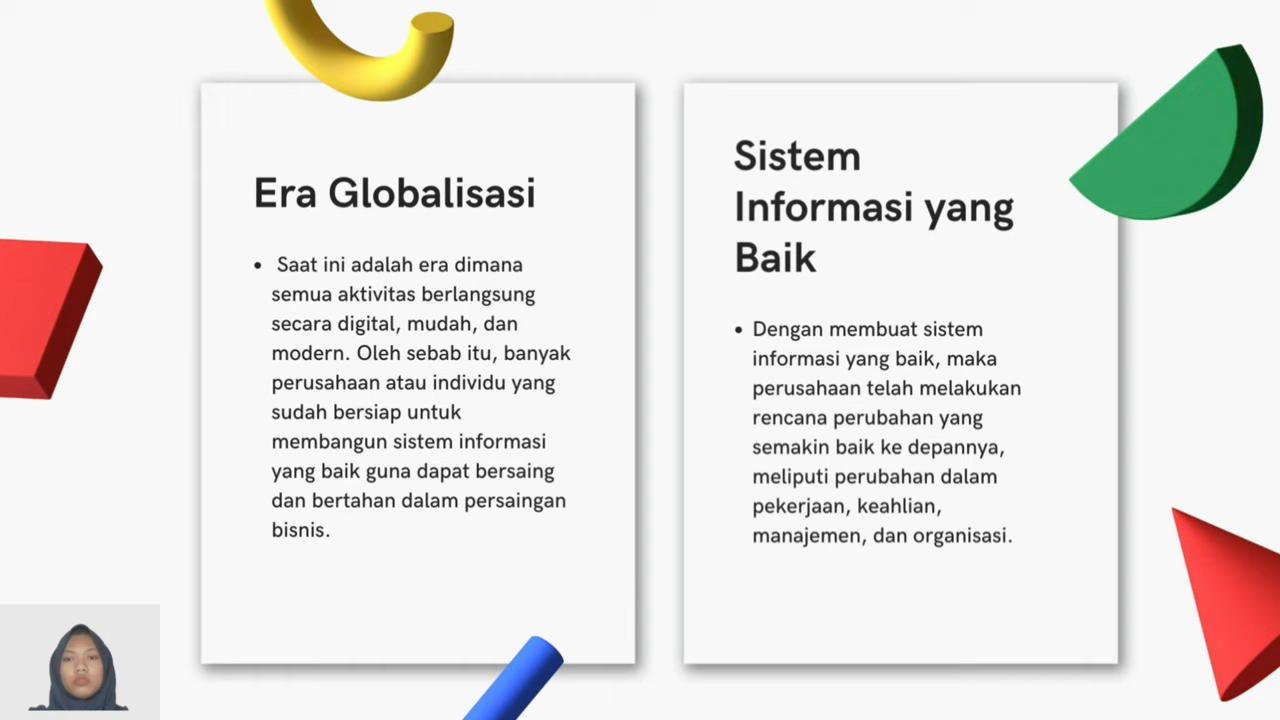 Era Globalisasi
• Saat ini adalah era dimana
semua aktivitas berlangsung
secara digital, mudah, dan
modern. Oleh sebab itu, banyak
perusahaan atau individu yang
sudah bersiap untuk
membangun sistem informasi
yang baik guna dapat bersaing
dan bertahan dalam persaingan
bisnis.
Sistem
Informasi yang
Baik
• Dengan membuat sistem
informasi yang baik, maka
perusahaan telah melakukan
rencana perubahan yang
semakin baik ke depannya,
meliputi perubahan dalam
pekerjaan, keahlian,
manajemen, dan organisasi.